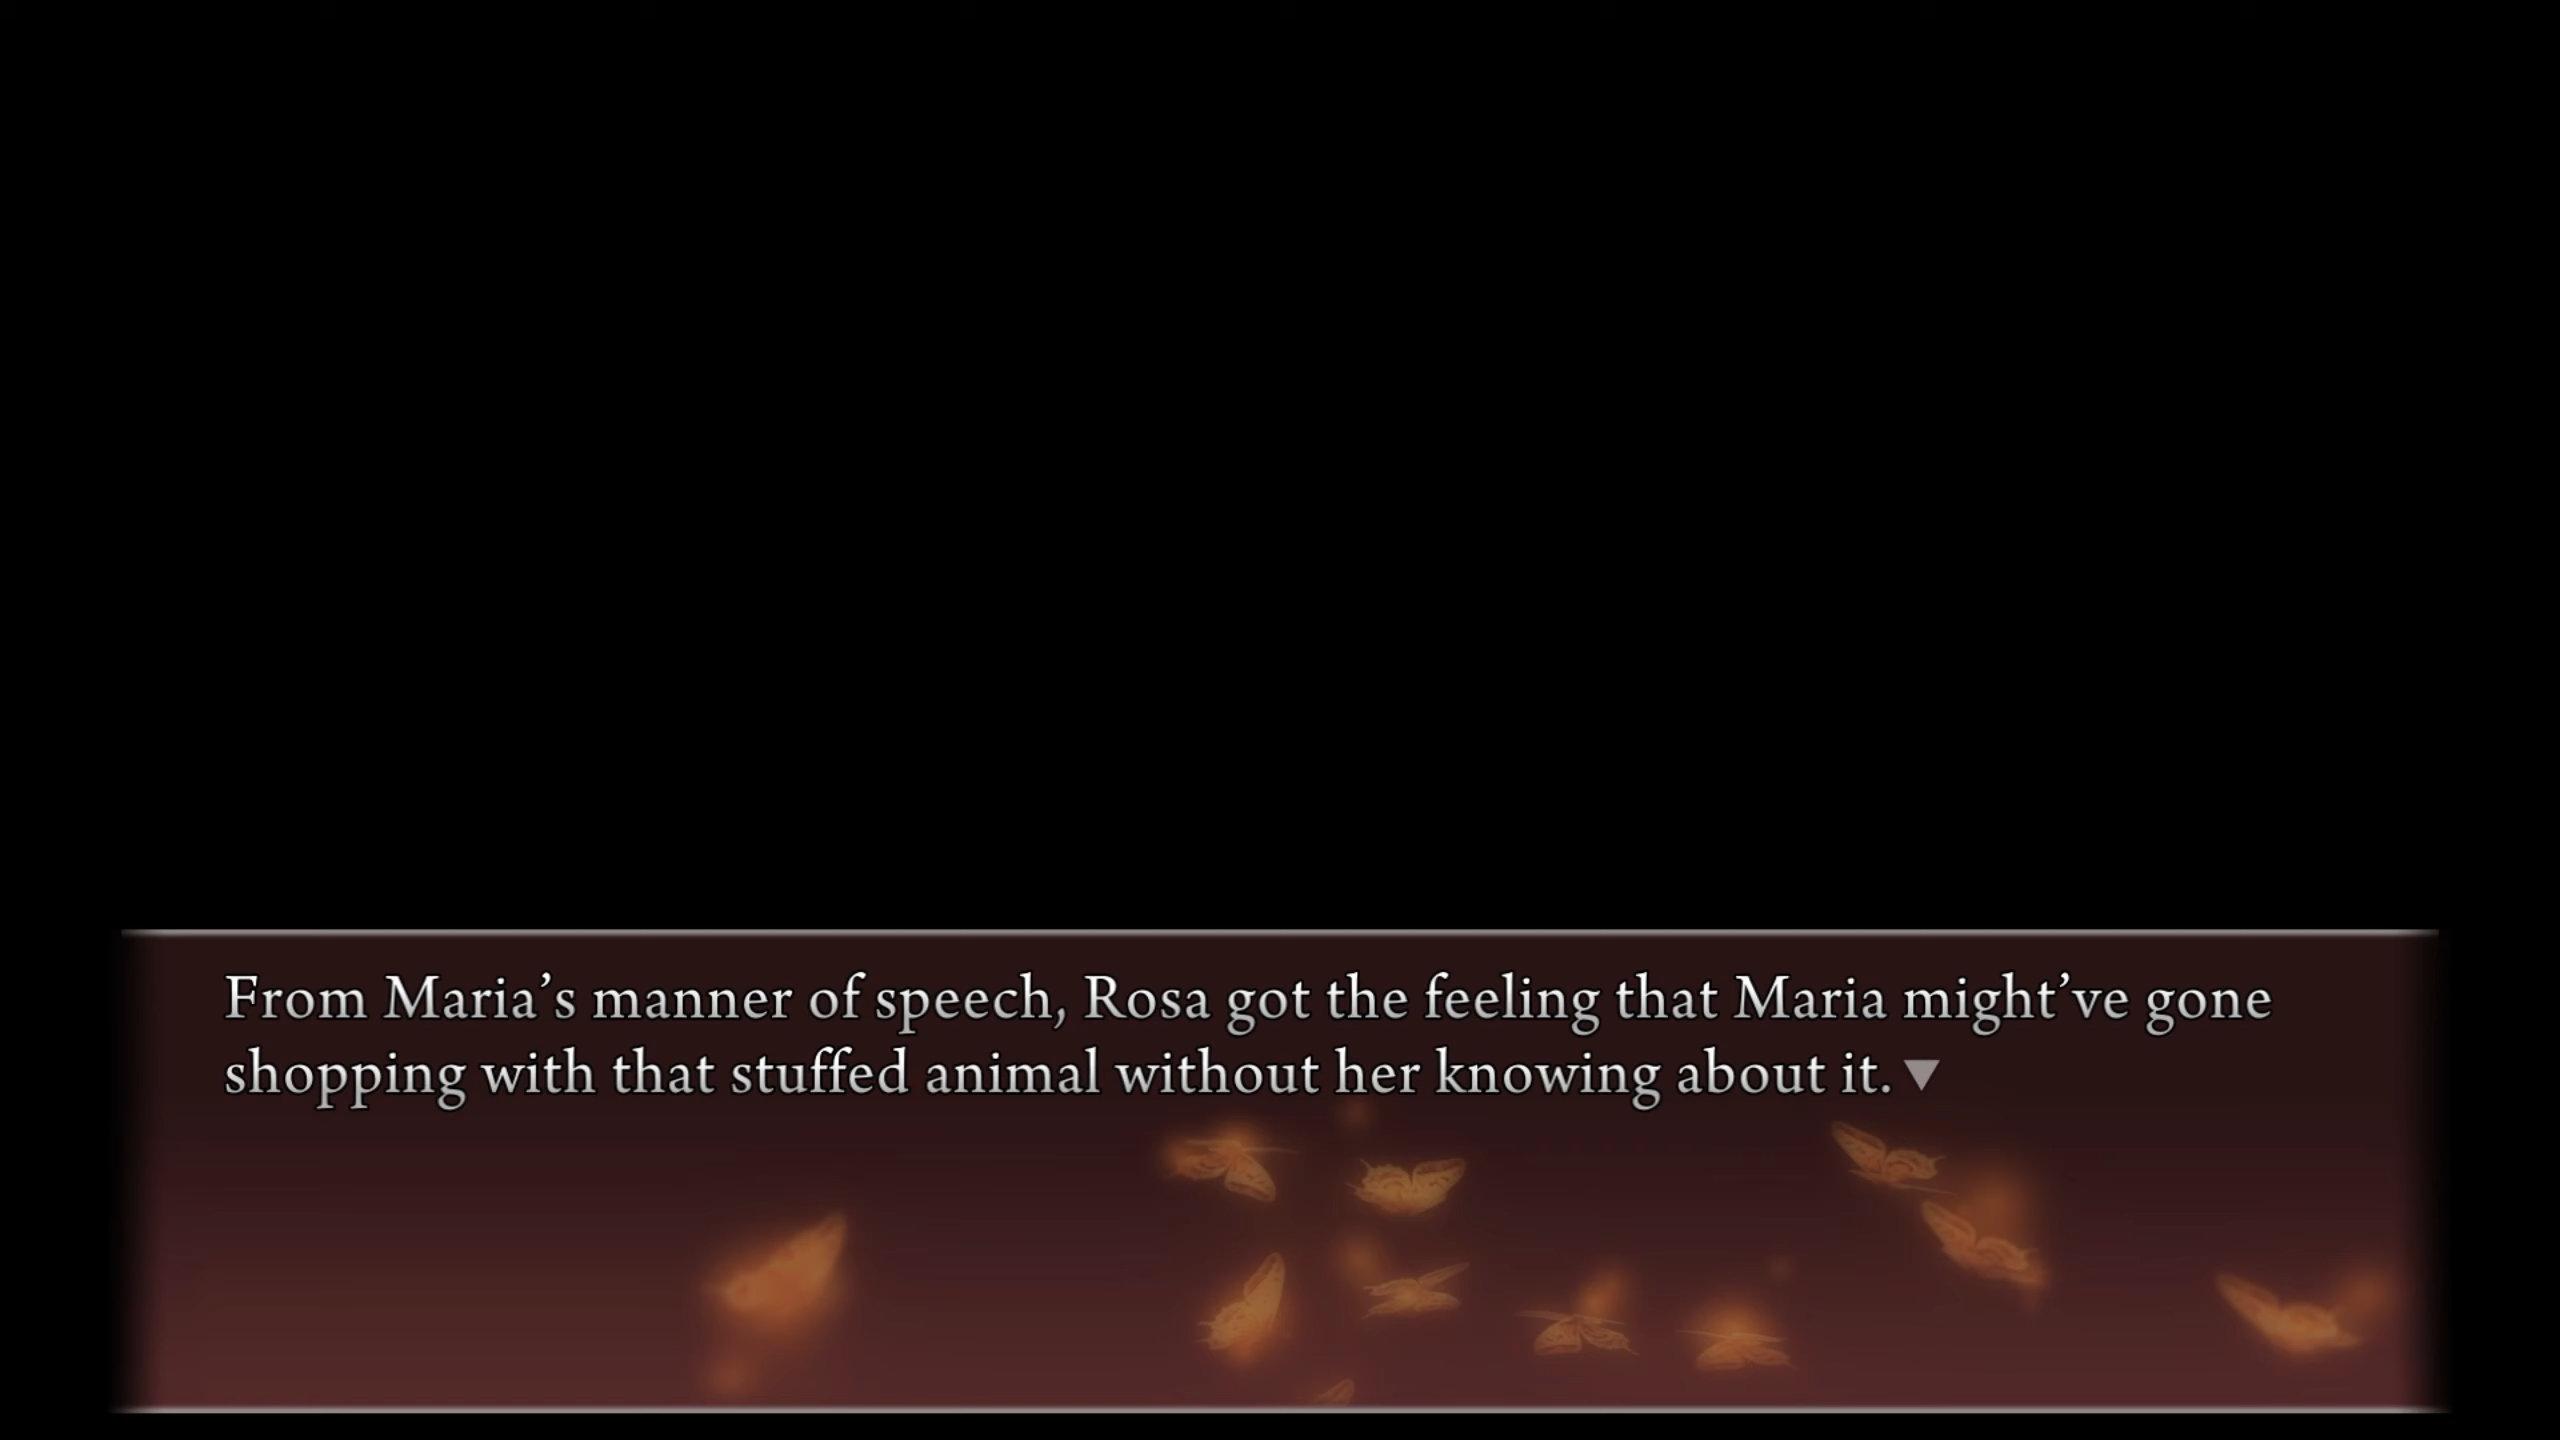 From Maria’s manner of speech, Rosa got the feeling that Maria might’ve gone
shopping with that stuffed animal without her knowing about it.